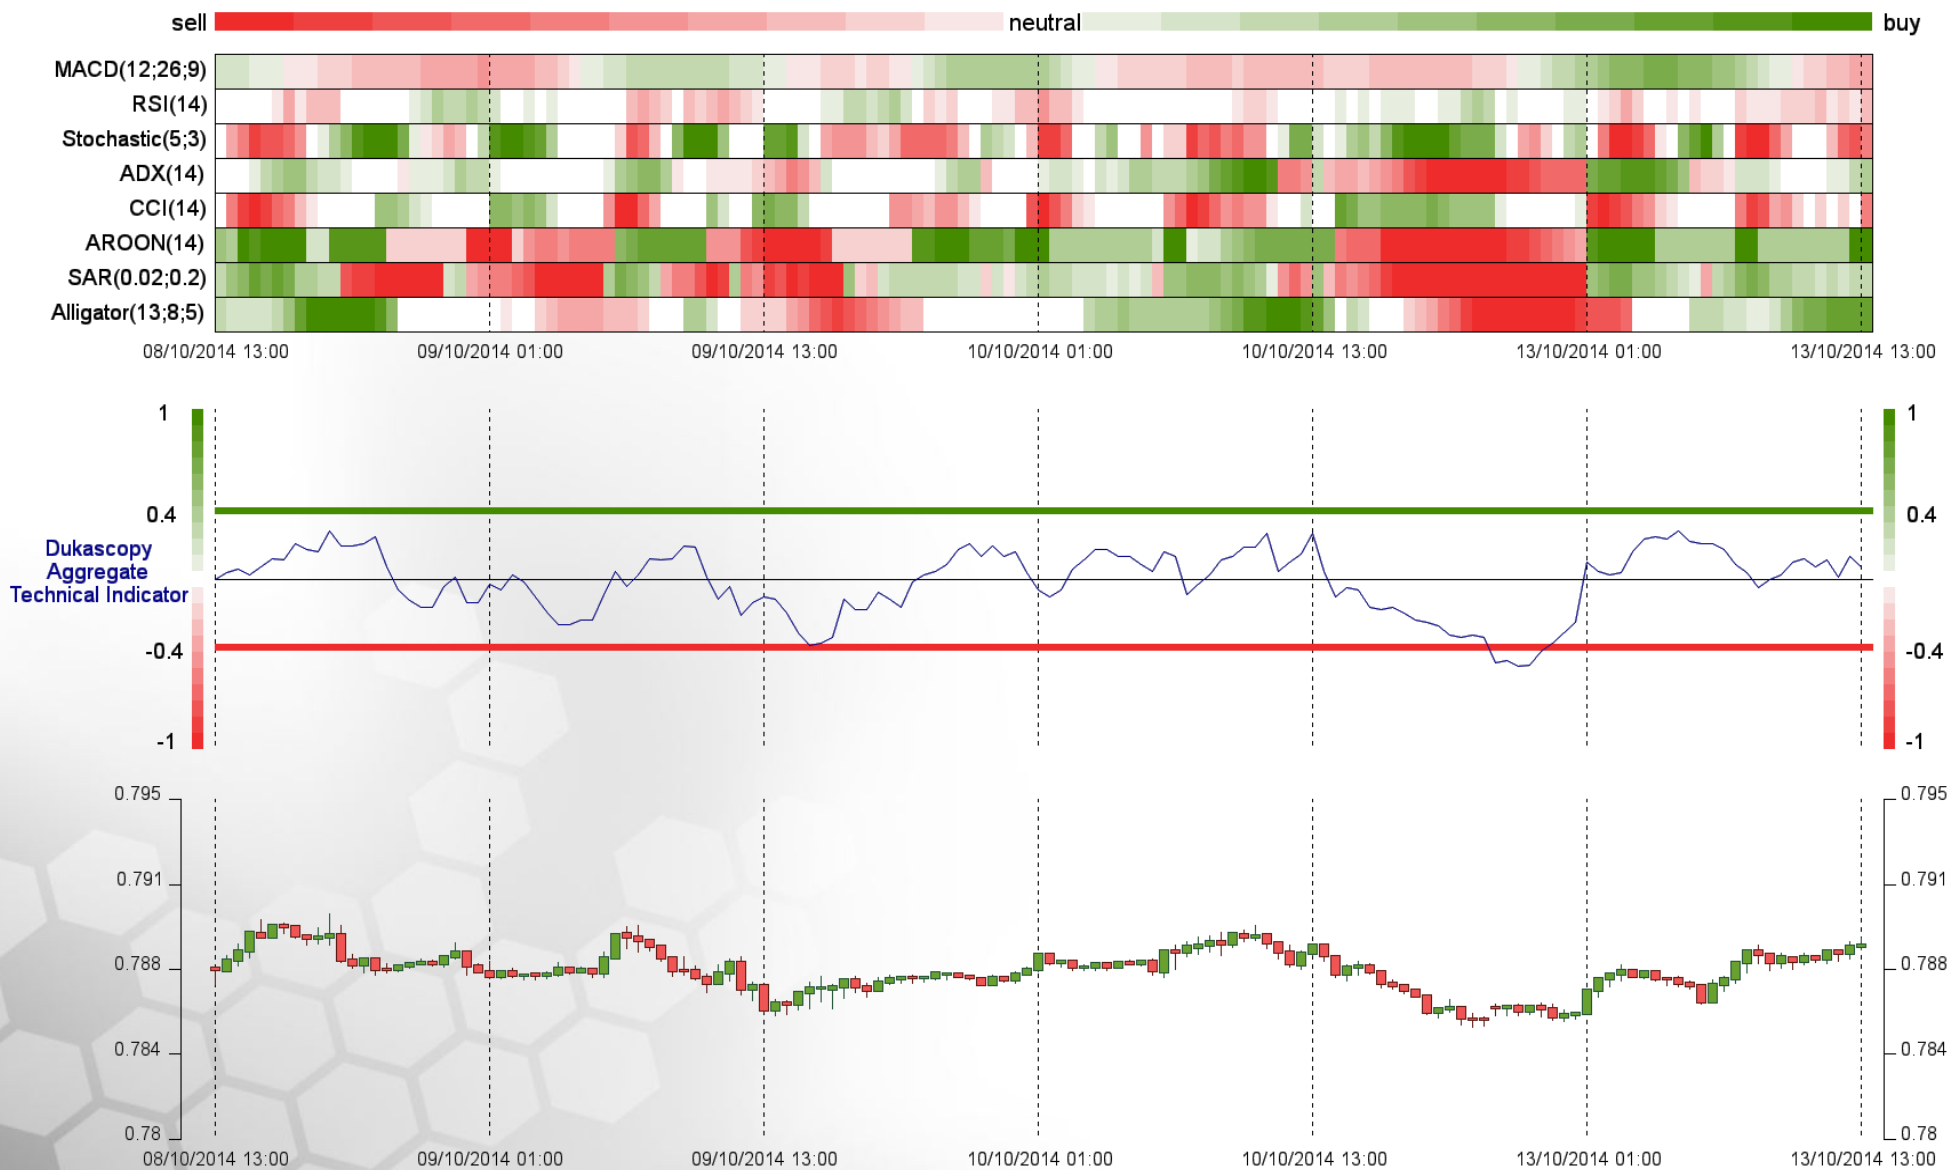 sell neutral buy
MACD(12;26;9)
RSI(14)
Stochastic(5;3)
ADX(14)
CCI(14)
AROON(14)
SAR(0.02;0.2)
Alligator(13;8;5)
08/10/2014 13:00 09/10/2014 01:00 09/10/2014 13:00 10/10/2014 01:00 10/10/2014 13:00 13/10/2014 01:00 13/10/2014 13:00
1 1
0.4 0.4
Dukascopy
Aggregate
Technical Indicator
-0.4 -0.4
-1 -1
0.795 0.795
0.791 0.791
0.788 0.788
0.784 0.784
0.78 0.78
08/10/2014 13:00 09/10/2014 01:00 09/10/2014 13:00 10/10/2014 01:00 10/10/2014 13:00 13/10/2014 01:00 13/10/2014 13:00